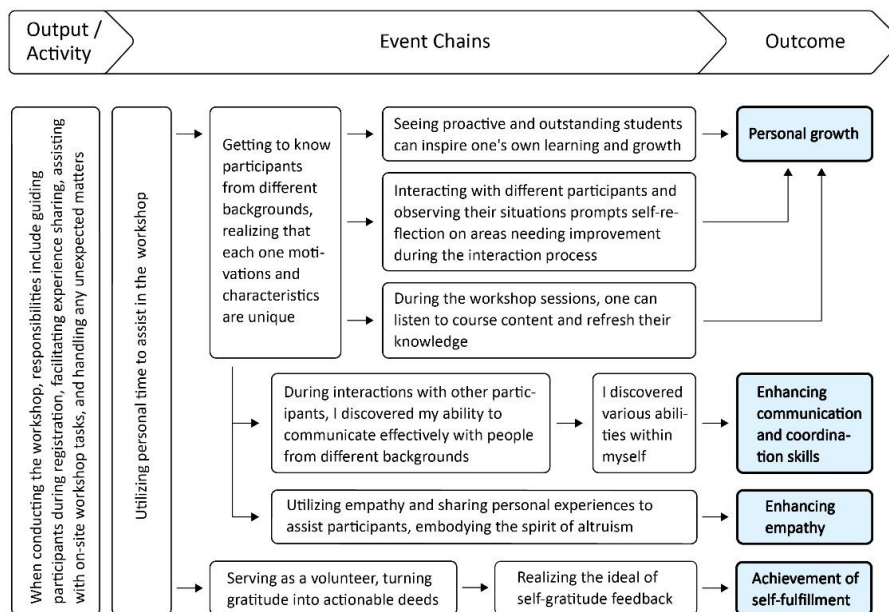 Output /
Activity
Event Chains
Outcome
When conducting the workshop, responsibilities include guiding
participants during registration, facilitating experience sharing, assisting
with on-site workshop tasks, and handling any unexpected matters
Utilizing personal time to assist in the workshop
Getting to know
participants
from different
backgrounds,
realizing that
each one moti-
vations and
characteristics
are unique
Seeing proactive and outstanding students
can inspire one's own learning and growth
Personal growth
Interacting with different participants and
observing their situations prompts self-re-
flection on areas needing improvement
during the interaction process
During the workshop sessions, one can
listen to course content and refresh their
knowledge
During interactions with other partic-
ipants, I discovered my ability to
communicate effectively with people
from different backgrounds
I discovered
various abili-
ties within
myself
Enhancing
communication
and coordina-
tion skills
Utilizing empathy and sharing personal experiences to
assist participants, embodying the spirit of altruism
Enhancing
empathy
Serving as a volunteer, turning
gratitude into actionable deeds
Realizing the ideal of
self-gratitude feedback
Achievement of
self-fulfillment